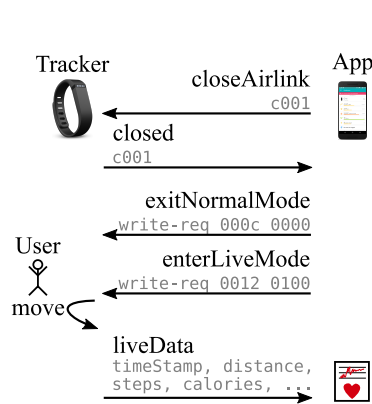 Tracker
App
closeAirlink
c001
closed
c001
exitNormalMode
write-req 000c 0000
User
enterLiveMode
write-req 0012 0100
move
liveData
timeStamp, distance,
steps, calories, ...